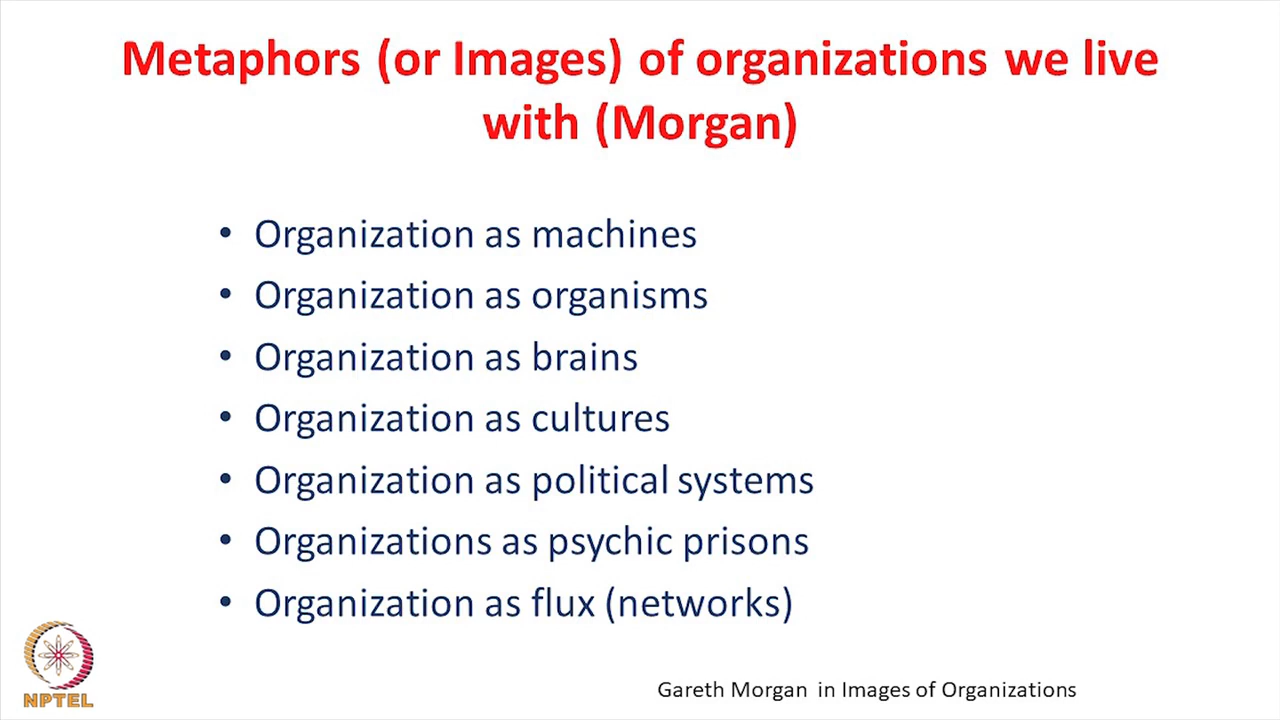 Metaphors (or Images) of organizations we live
with (Morgan)
• Organization as machines
• Organization as organisms
• Organization as brains
• Organization as cultures
• Organization as political systems
• Organizations as psychic prisons
• Organization as flux (networks)
NPTEL
Gareth Morgan in Images of Organizations